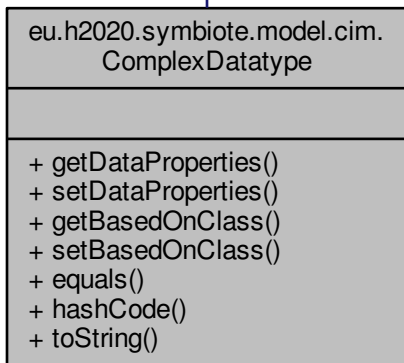 eu.h2020.symbiote.model.cim.
ComplexDatatype
+ getDataProperties()
+ setDataProperties()
+ getBasedOnClass()
+ setBasedOnClass()
+ equals()
+ hashCode()
+ toString()